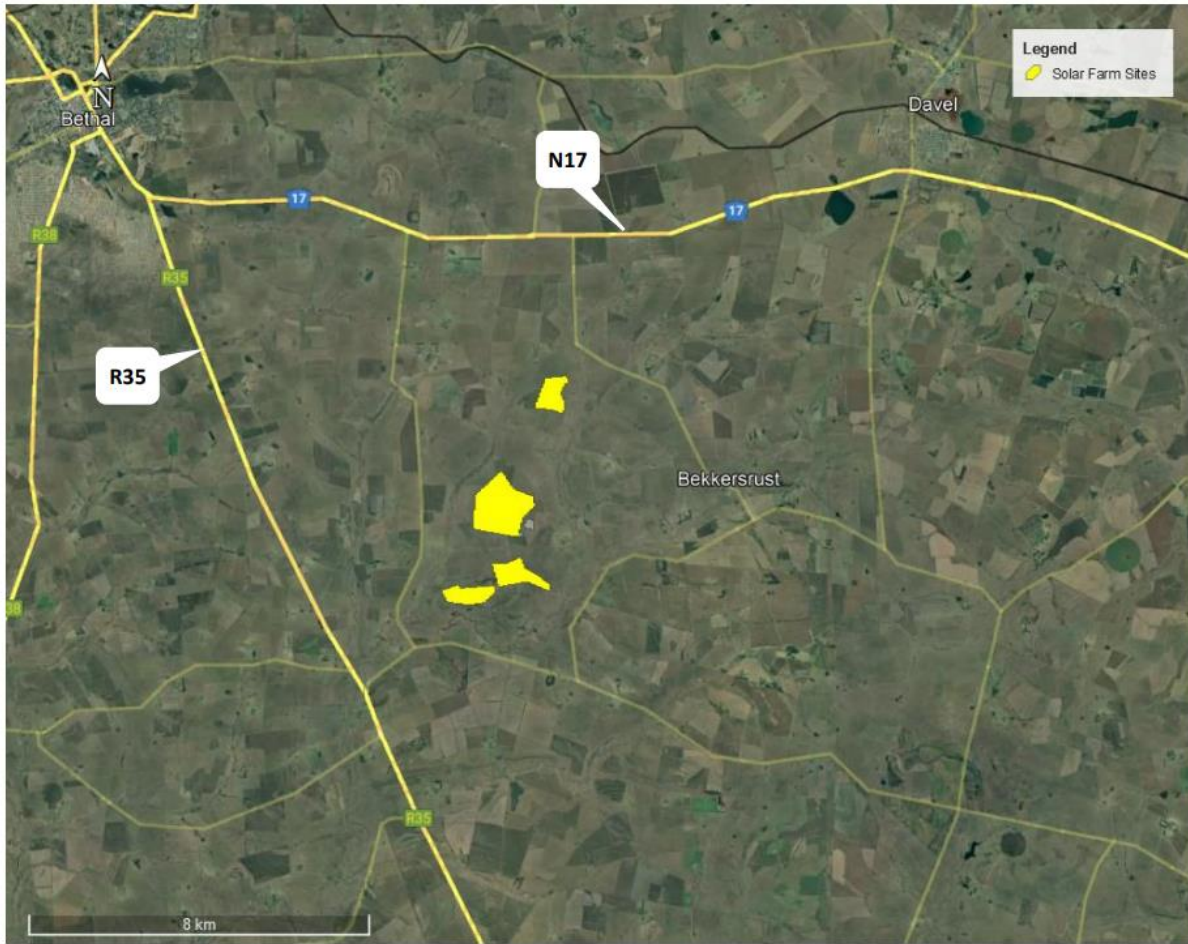 Legend
Solar Farm Sites
N
Bethal
Davel
N17
17
17
R38
R35
R35
Bekkersrust
38
R35
8 km